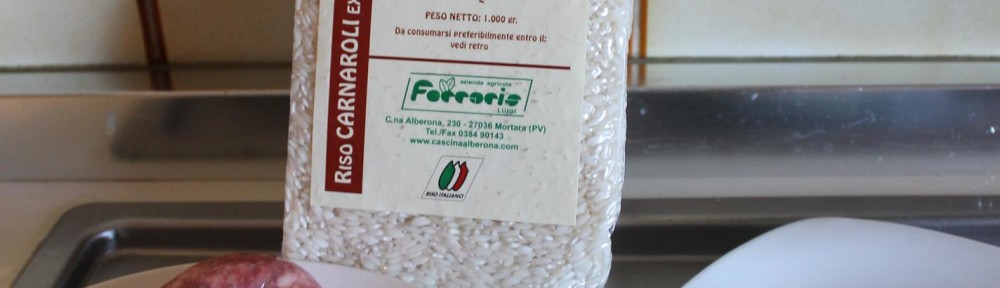 RISO CARNAROLI
PESO NETTO: 1.000 gr.
Da consumarsi preferibilmente entro il:
vedi retro
azienda agricola
Ferraris
LUIGI
C.na Alberona, 230 - 27036 Mortara (PV)
Tel./Fax 0384 90143
www.cascinaalberona.com
RISO ITALIANO